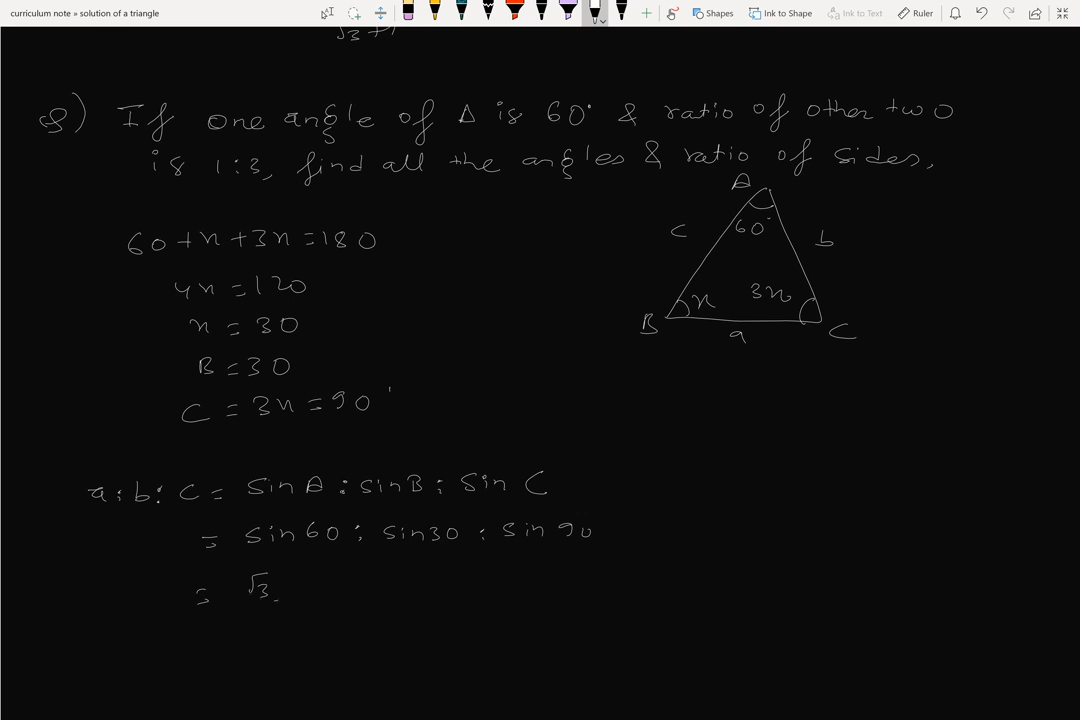 curriculum note » solution of a triangle
Shapes
Ink to Shape
Ink to Text
Ruler
√3 +1
8) If one angle of Δ is 60° & ratio of other two
is 1:3, find all the angles & ratio of sides.
A
60°
c
b
x
3x
B
a
C
60 + x + 3x = 180
4x = 120
x = 30
B = 30
C = 3x = 90'
a : b : c = sin A : sin B : sin C
= sin 60 : sin 30 : sin 90
= √3